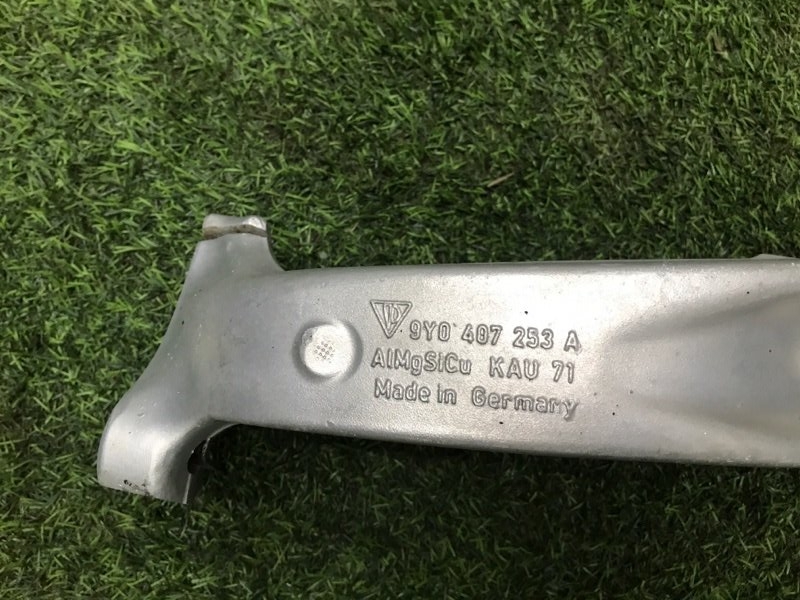 9Y0 407 253 A
AlMgSiCu KAU 71
Made in Germany